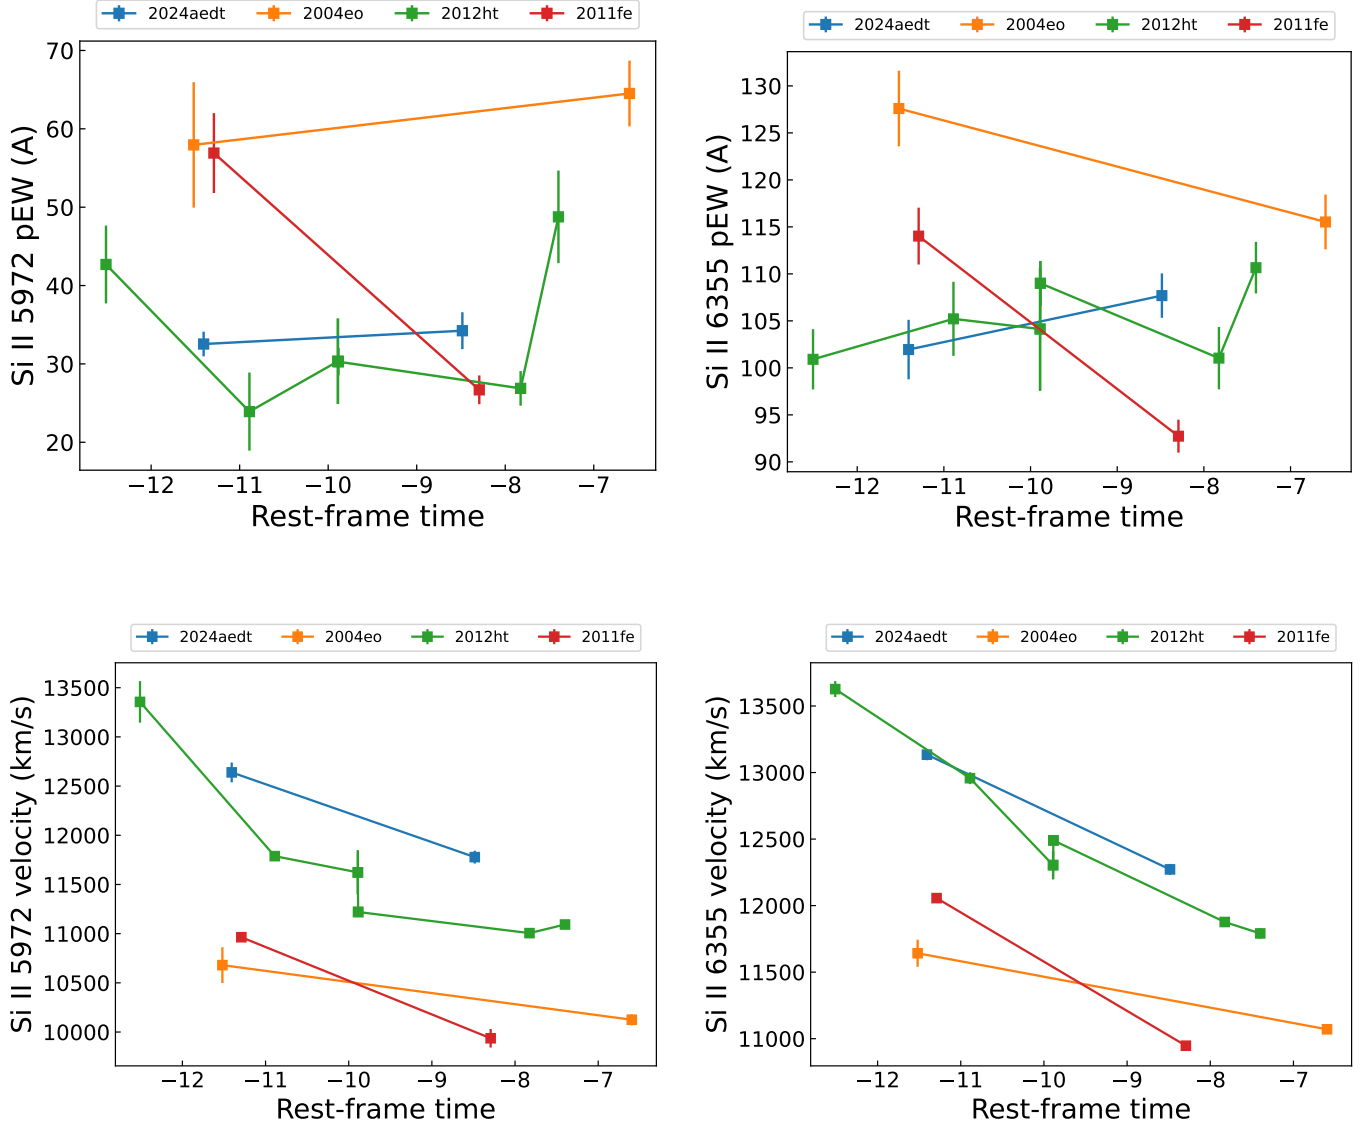 2024aedt 2004eo 2012ht 2011fe
70
60
50
40
30
20
Si II 5972 pEW (A)
−12 −11 −10 −9 −8 −7
Rest-frame time
2024aedt 2004eo 2012ht 2011fe
130
125
120
115
110
105
100
95
90
Si II 6355 pEW (A)
−12 −11 −10 −9 −8 −7
Rest-frame time
2024aedt 2004eo 2012ht 2011fe
13500
13000
12500
12000
11500
11000
10500
10000
Si II 5972 velocity (km/s)
−12 −11 −10 −9 −8 −7
Rest-frame time
2024aedt 2004eo 2012ht 2011fe
13500
13000
12500
12000
11500
11000
Si II 6355 velocity (km/s)
−12 −11 −10 −9 −8 −7
Rest-frame time